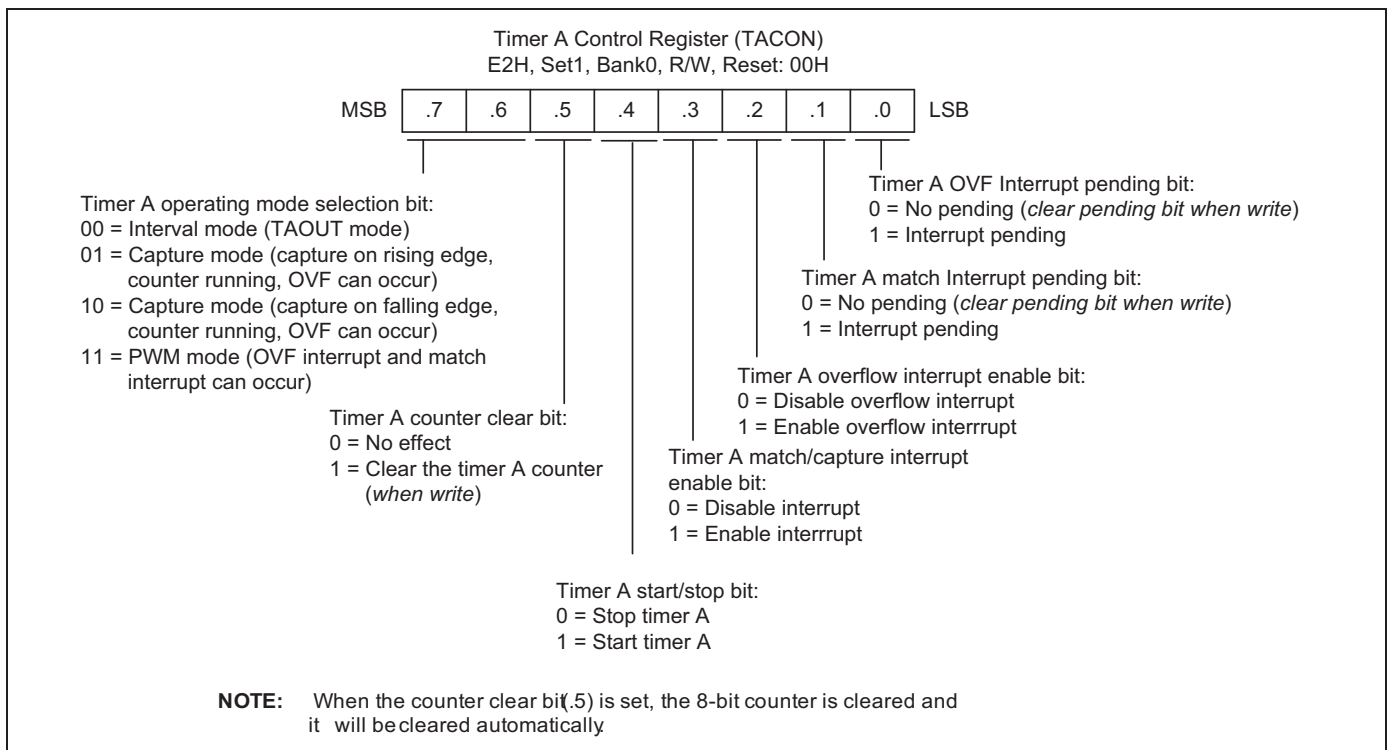 Timer A Control Register (TACON)
E2H, Set1, Bank0, R/W, Reset: 00H
MSB .7 .6 .5 .4 .3 .2 .1 .0 LSB
Timer A operating mode selection bit:
00 = Interval mode (TAOUT mode)
01 = Capture mode (capture on rising edge,
counter running, OVF can occur)
10 = Capture mode (capture on falling edge,
counter running, OVF can occur)
11 = PWM mode (OVF interrupt and match
interrupt can occur)
Timer A counter clear bit:
0 = No effect
1 = Clear the timer A counter
(when write)
Timer A start/stop bit:
0 = Stop timer A
1 = Start timer A
Timer A match/capture interrupt
enable bit:
0 = Disable interrupt
1 = Enable interrrupt
Timer A overflow interrupt enable bit:
0 = Disable overflow interrupt
1 = Enable overflow interrrupt
Timer A match Interrupt pending bit:
0 = No pending (clear pending bit when write)
1 = Interrupt pending
Timer A OVF Interrupt pending bit:
0 = No pending (clear pending bit when write)
1 = Interrupt pending
NOTE: When the counter clear bit(.5) is set, the 8-bit counter is cleared and
it will be cleared automatically.